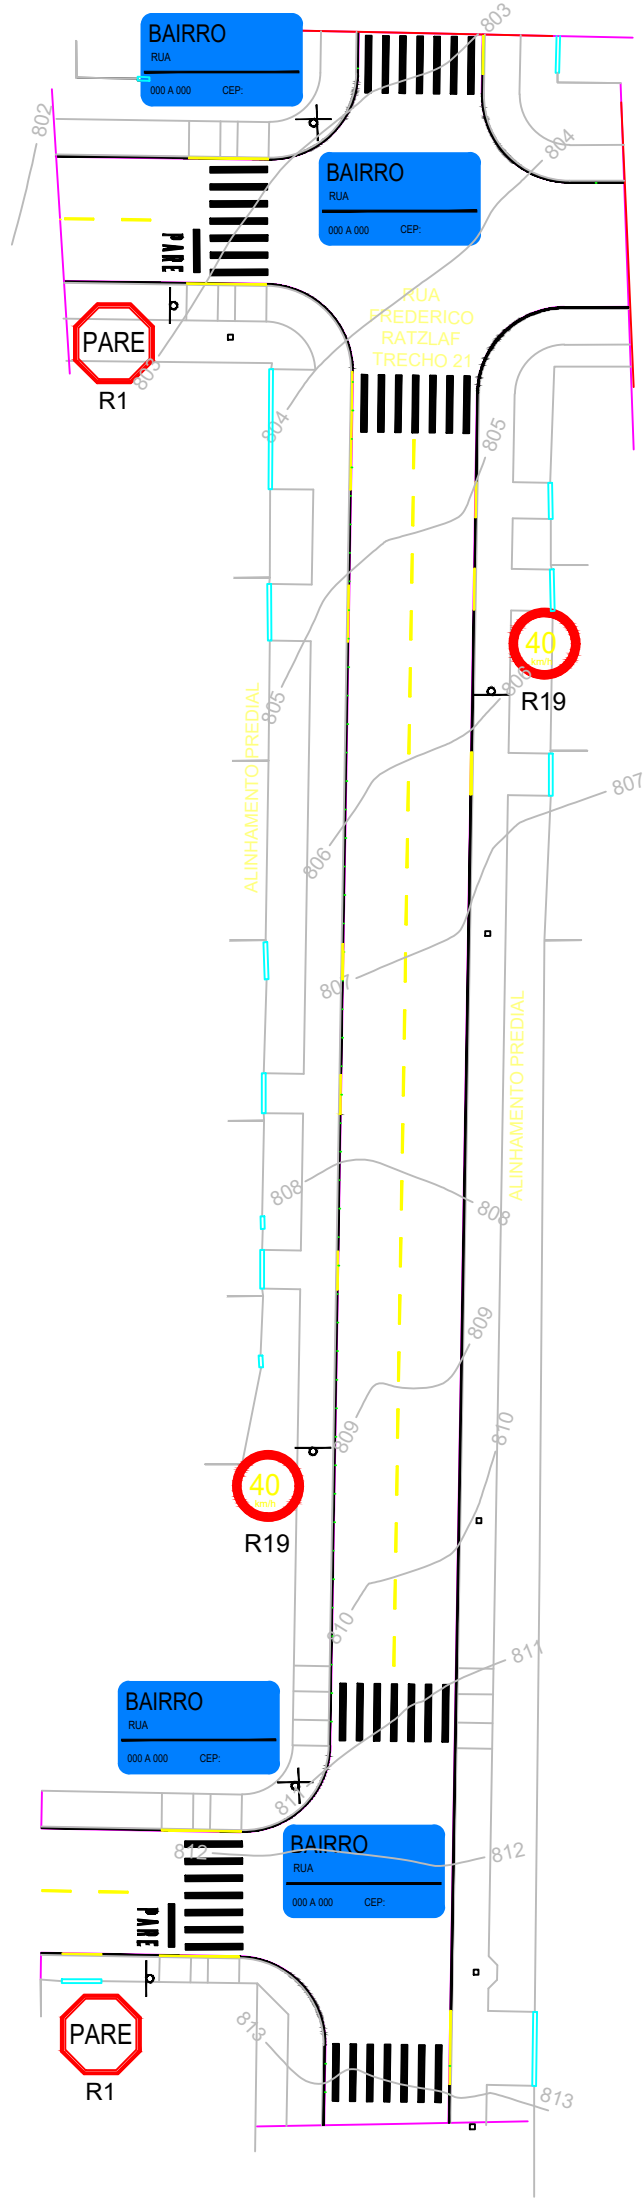 803
BAIRRO
RUA
000 A 000 CEP:
802
804
BAIRRO
RUA
000 A 000 CEP:
PARE
RUA
FREDERICO
RATZLAF
TRECHO 21
PARE
R1
803
804
805
40
km/h
R19
805
806
ALINHAMENTO PREDIAL
807
806
807
ALINHAMENTO PREDIAL
808
808
809
809
810
40
km/h
R19
810
811
BAIRRO
RUA
000 A 000 CEP:
811
BAIRRO
RUA
000 A 000 CEP:
812
812
PARE
PARE
R1
813
813